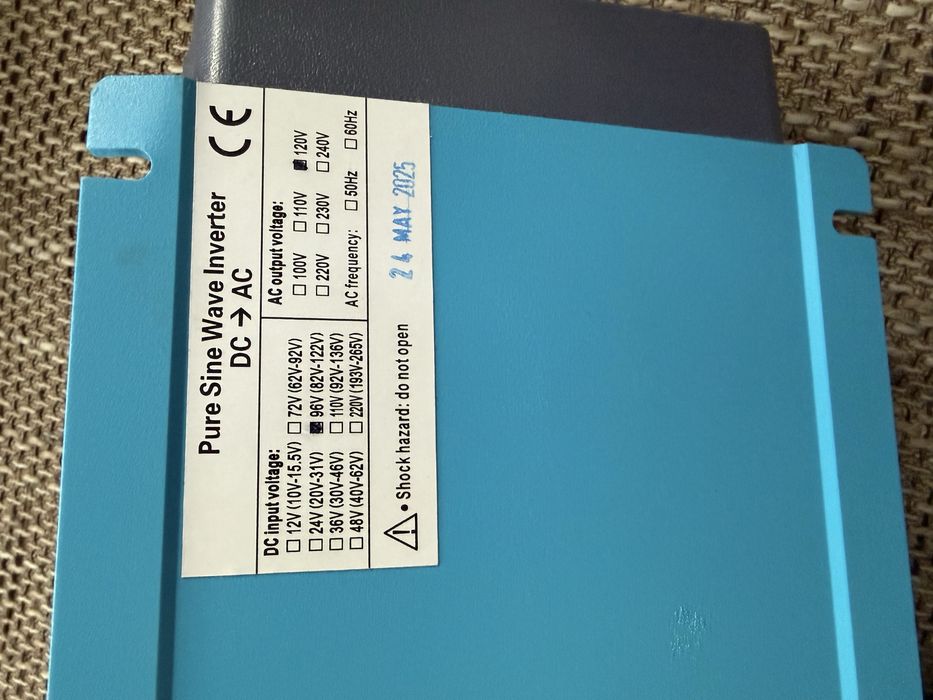 Pure Sine Wave Inverter
DC → AC
CE
DC input voltage:
☐ 12V (10V-15.5V) ☐ 72V (62V-92V)
☐ 24V (20V-31V) ■ 96V (82V-122V)
☐ 36V (30V-46V) ☐ 110V (92V-136V)
☐ 48V (40V-62V) ☐ 220V (193V-265V)
AC output voltage:
☐ 100V ☐ 110V ■ 120V
☐ 220V ☐ 230V ☐ 240V
AC frequency: ☐ 50Hz ☐ 60Hz
⚠ • Shock hazard: do not open
24 MAY 2025